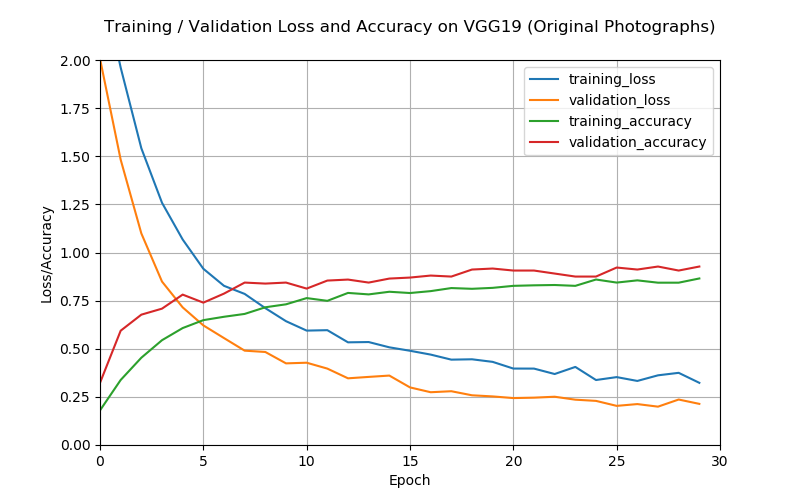 Training / Validation Loss and Accuracy on VGG19 (Original Photographs)
2.00
1.75
1.50
1.25
1.00
0.75
0.50
0.25
0.00
Loss/Accuracy
training_loss
validation_loss
training_accuracy
validation_accuracy
0 5 10 15 20 25 30
Epoch